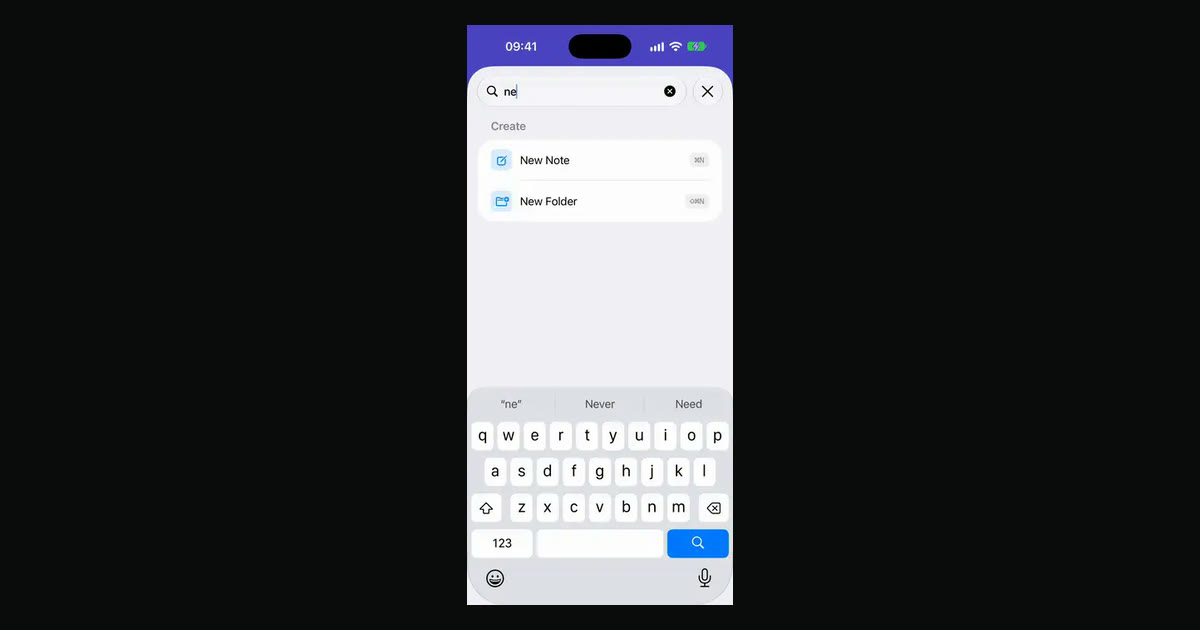 09:41
ne
Create
New Note ⌘N
New Folder ⇧⌘N
“ne” Never Need
q w e r t y u i o p
a s d f g h j k l
z x c v b n m
123